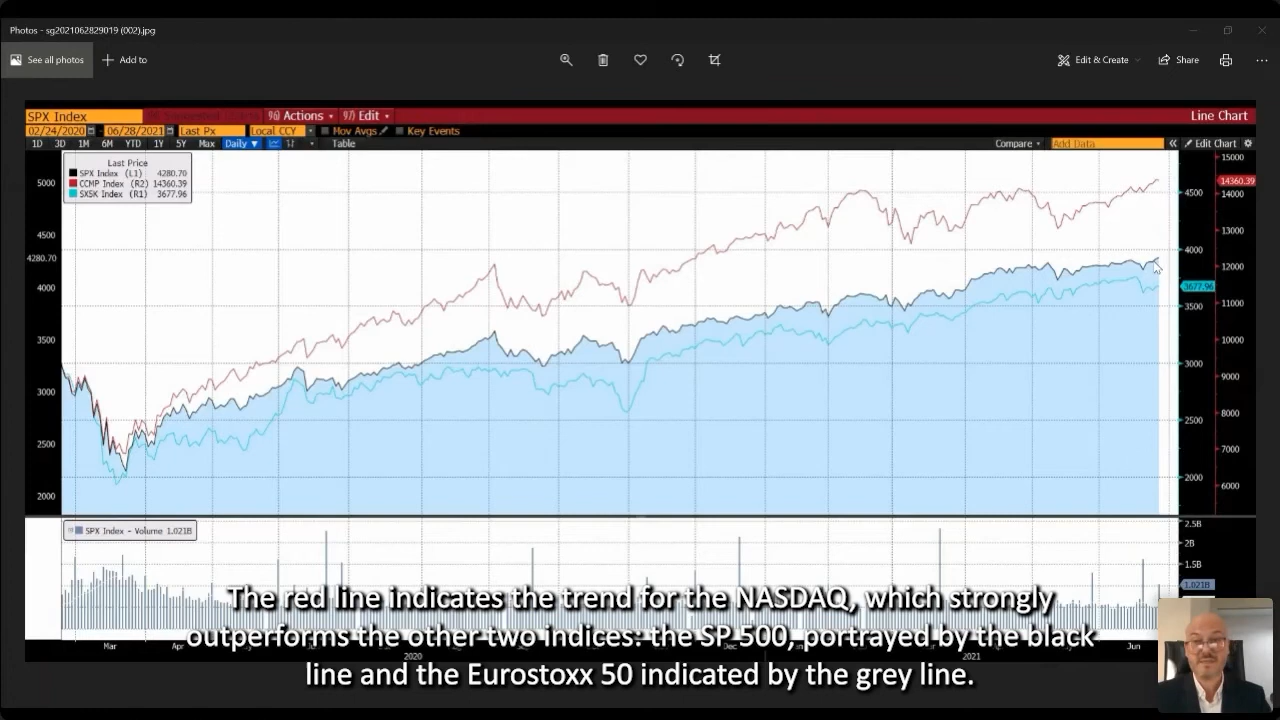 Photos - sg2021062829019 (002).jpg
See all photos
Add to
Edit & Create
Share
SPX Index
96) Actions
97) Edit
Line Chart
02/24/2020 - 06/28/2021 Last Px Local CCY Mov Avgs Key Events
1D 3D 1M 6M YTD 1Y 5Y Max Daily ▼ Table Compare Add Data « Edit Chart
Last Price
SPX Index (L1) 4280.70
CCMP Index (R2) 14360.39
SX5K Index (R1) 3677.96
5000
4500
4280.70
4000
3500
3000
2500
2000
4500
4000
3677.96
3500
3000
2500
2000
15000
14360.39
14000
13000
12000
11000
10000
9000
8000
7000
6000
SPX Index - Volume 1.021B
2.5B
2B
1.5B
1.021B
The red line indicates the trend for the NASDAQ, which strongly
outperforms the other two indices: the SP 500, portrayed by the black
line and the Eurostoxx 50 indicated by the grey line.
Mar Apr Dec Jun
2020 2021